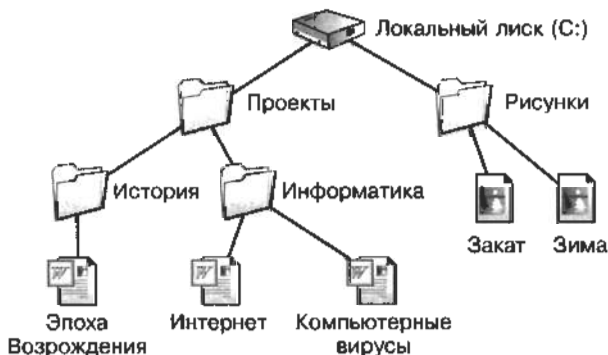 Локальный лиск (C:)
Проекты
Рисунки
История
Информатика
Закат
Зима
Эпоха
Возрождения
Интернет
Компьютерные
вирусы